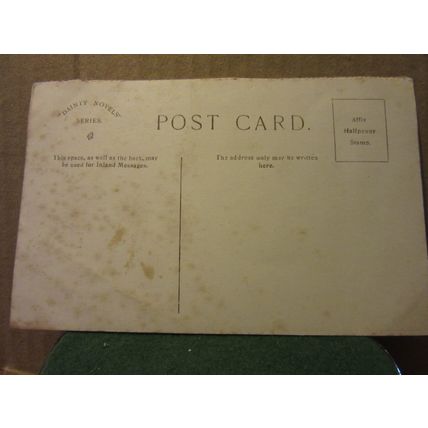 "DAINTY NOVELS"
SERIES.
POST CARD.
Affix
Halfpenny
Stamp.
This space, as well as the back, may
be used for Inland Messages.
The address only may be written
here.